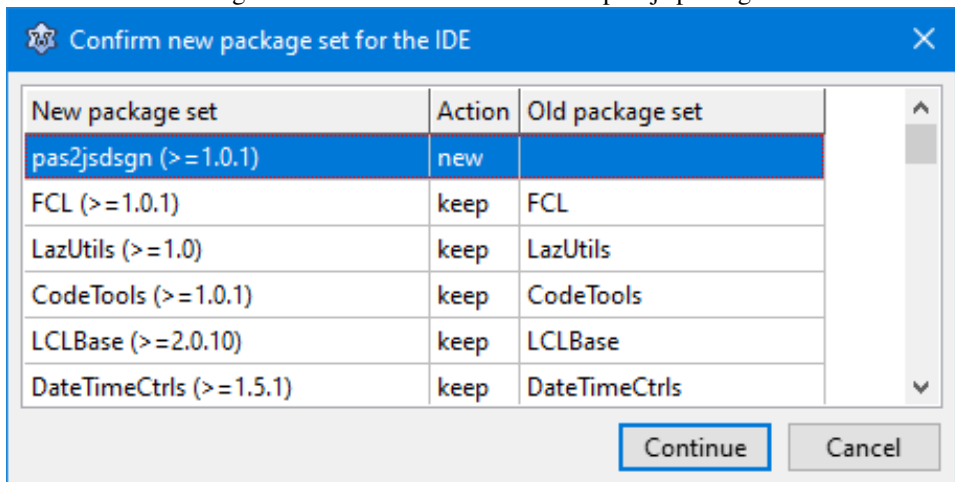 Confirm new package set for the IDE
New package set Action Old package set
pas2jsdsgn (>=1.0.1) new
FCL (>=1.0.1) keep FCL
LazUtils (>=1.0) keep LazUtils
CodeTools (>=1.0.1) keep CodeTools
LCLBase (>=2.0.10) keep LCLBase
DateTimeCtrls (>=1.5.1) keep DateTimeCtrls
Continue Cancel